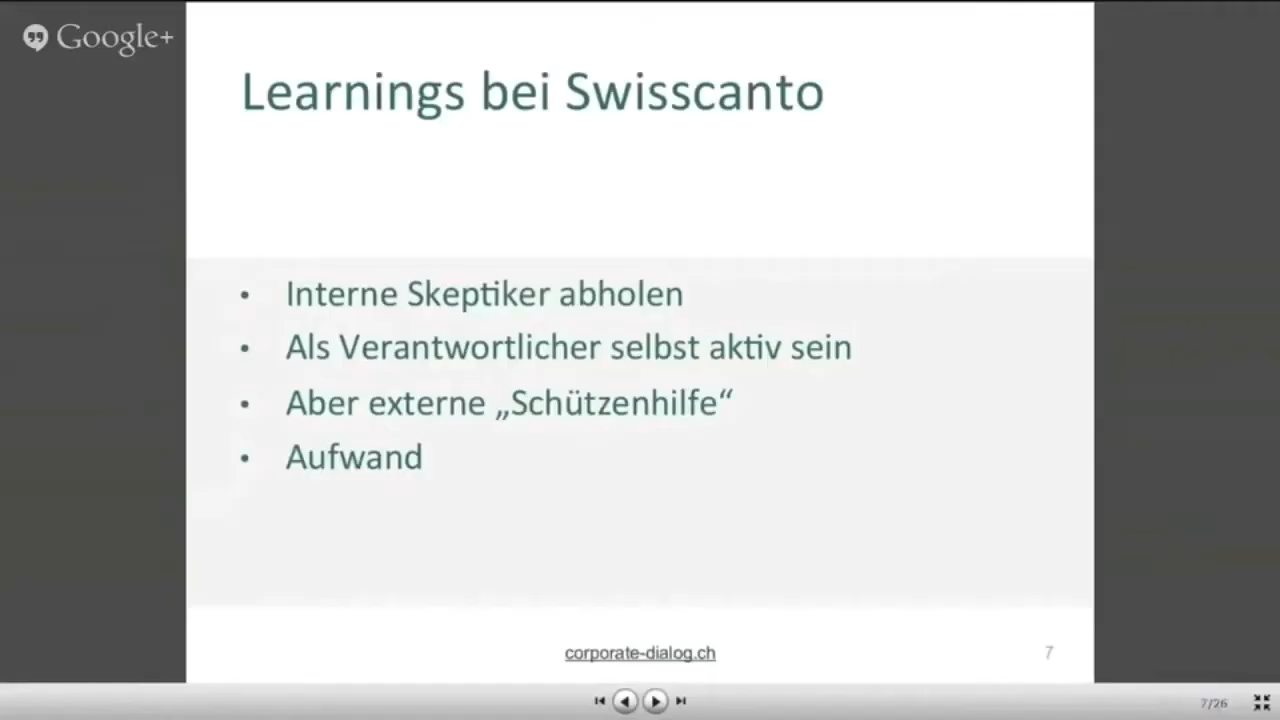 Google+
Learnings bei Swisscanto
• Interne Skeptiker abholen
• Als Verantwortlicher selbst aktiv sein
• Aber externe „Schützenhilfe“
• Aufwand
corporate-dialog.ch
7
7/26